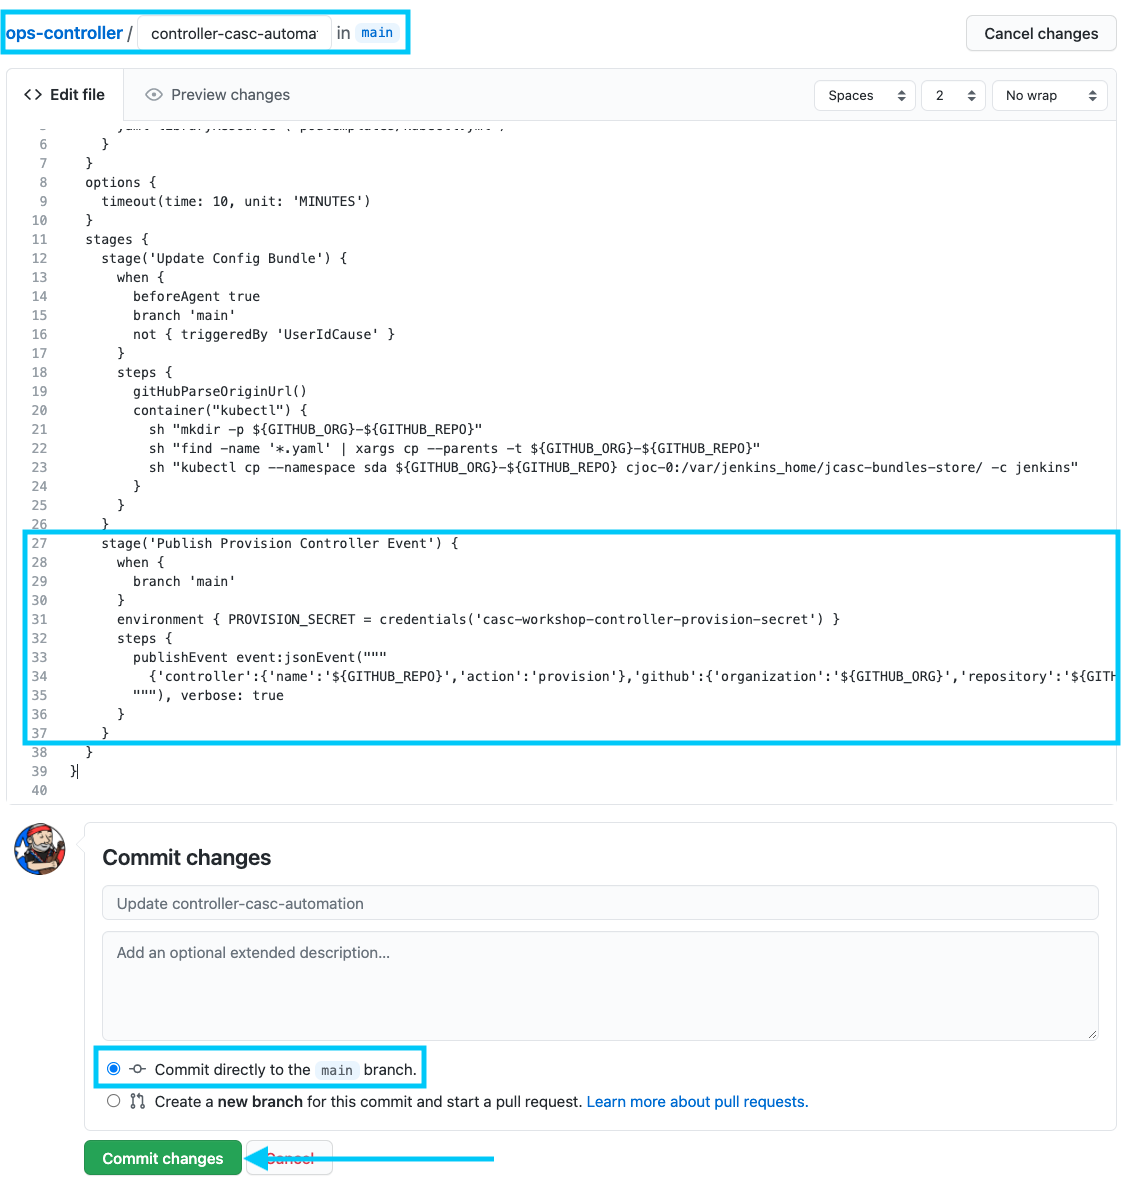 ops-controller / controller-casc-automa in main
Cancel changes
<> Edit file
Preview changes
Spaces
2
No wrap
6 }
7 }
8 options {
9 timeout(time: 10, unit: 'MINUTES')
10 }
11 stages {
12 stage('Update Config Bundle') {
13 when {
14 beforeAgent true
15 branch 'main'
16 not { triggeredBy 'UserIdCause' }
17 }
18 steps {
19 gitHubParseOriginUrl()
20 container("kubectl") {
21 sh "mkdir -p ${GITHUB_ORG}-${GITHUB_REPO}"
22 sh "find -name '*.yaml' | xargs cp --parents -t ${GITHUB_ORG}-${GITHUB_REPO}"
23 sh "kubectl cp --namespace sda ${GITHUB_ORG}-${GITHUB_REPO} cjoc-0:/var/jenkins_home/jcasc-bundles-store/ -c jenkins"
24 }
25 }
26 }
27 stage('Publish Provision Controller Event') {
28 when {
29 branch 'main'
30 }
31 environment { PROVISION_SECRET = credentials('casc-workshop-controller-provision-secret') }
32 steps {
33 publishEvent event:jsonEvent("""
34 {'controller':{'name':'${GITHUB_REPO}','action':'provision'},'github':{'organization':'${GITHUB_ORG}','repository':'${GITH
35 """), verbose: true
36 }
37 }
38 }
39 }
40
Commit changes
Update controller-casc-automation
Add an optional extended description...
Commit directly to the main branch.
Create a new branch for this commit and start a pull request. Learn more about pull requests.
Commit changes
Cancel